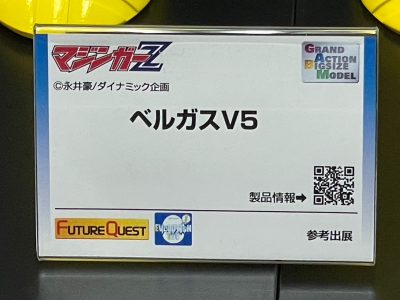 マジンガーZ
GRAND
ACTION
BIGSIZE
MODEL
©永井豪/ダイナミック企画
ベルガスV5
製品情報➡
FUTURE QUEST
EVOLUTION
参考出展